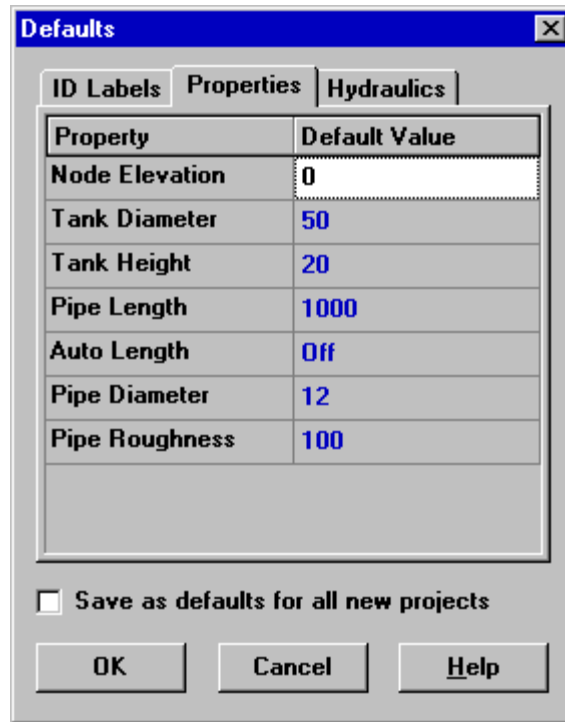 Defaults
ID Labels Properties Hydraulics
Property Default Value
Node Elevation 0
Tank Diameter 50
Tank Height 20
Pipe Length 1000
Auto Length Off
Pipe Diameter 12
Pipe Roughness 100
Save as defaults for all new projects
OK Cancel Help